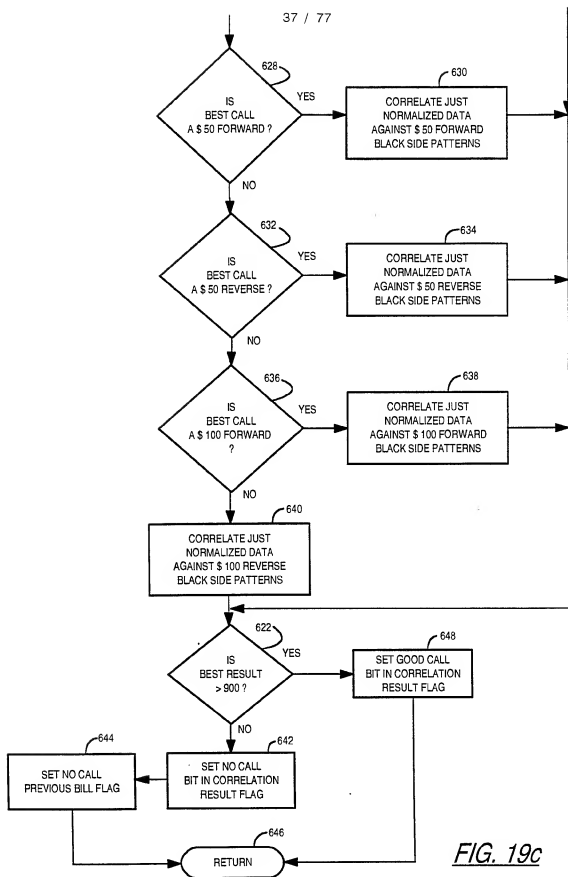 37 / 77
628
IS
BEST CALL
A $ 50 FORWARD ?
YES
630
CORRELATE JUST
NORMALIZED DATA
AGAINST $ 50 FORWARD
BLACK SIDE PATTERNS
NO
632
IS
BEST CALL
A $ 50 REVERSE ?
YES
634
CORRELATE JUST
NORMALIZED DATA
AGAINST $ 50 REVERSE
BLACK SIDE PATTERNS
NO
636
IS
BEST CALL
A $ 100 FORWARD
?
YES
638
CORRELATE JUST
NORMALIZED DATA
AGAINST $ 100 FORWARD
BLACK SIDE PATTERNS
NO
640
CORRELATE JUST
NORMALIZED DATA
AGAINST $ 100 REVERSE
BLACK SIDE PATTERNS
622
IS
BEST RESULT
> 900 ?
YES
648
SET GOOD CALL
BIT IN CORRELATION
RESULT FLAG
NO
642
SET NO CALL
BIT IN CORRELATION
RESULT FLAG
644
SET NO CALL
PREVIOUS BILL FLAG
646
RETURN
FIG. 19c